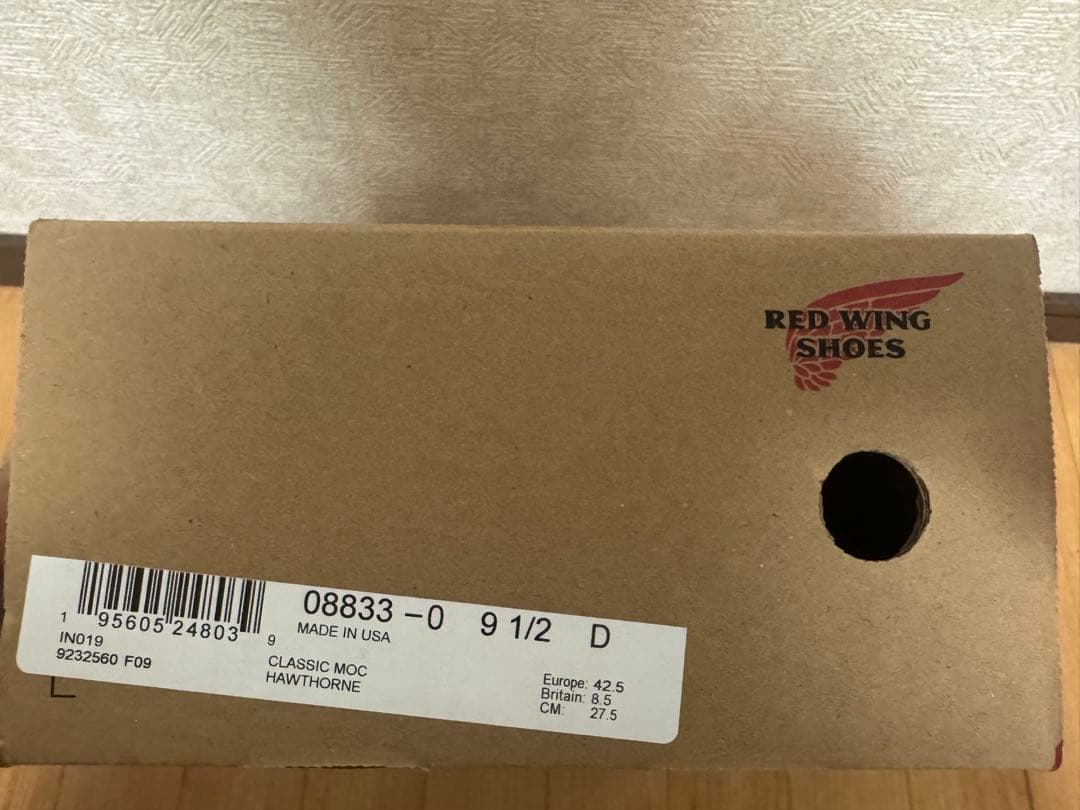 RED WING
SHOES
08833-0 9 1/2 D
MADE IN USA
1 95605 24803 9
IN019
9232560 F09
CLASSIC MOC
HAWTHORNE
Europe: 42.5
Britain: 8.5
CM: 27.5